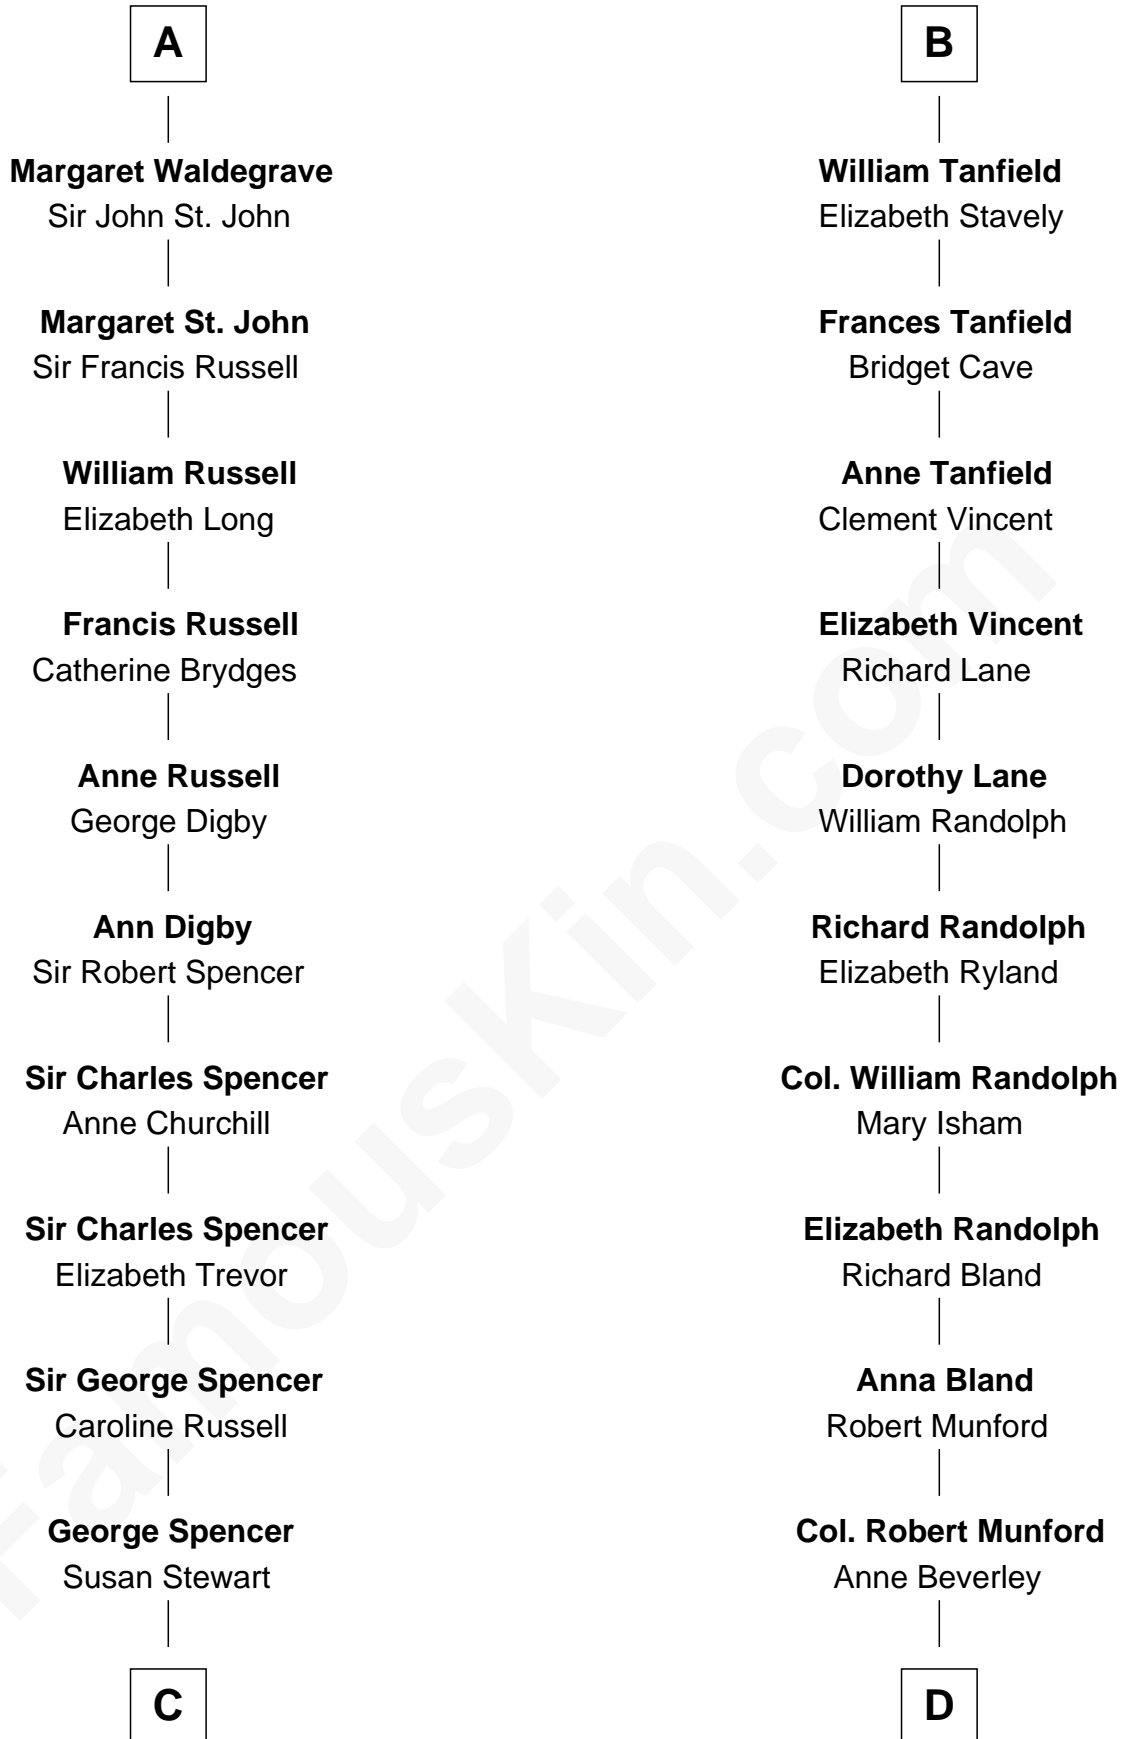 A
Margaret Waldegrave
Sir John St. John
Margaret St. John
Sir Francis Russell
William Russell
Elizabeth Long
Francis Russell
Catherine Brydges
Anne Russell
George Digby
Ann Digby
Sir Robert Spencer
Sir Charles Spencer
Anne Churchill
Sir Charles Spencer
Elizabeth Trevor
Sir George Spencer
Caroline Russell
George Spencer
Susan Stewart
C
B
William Tanfield
Elizabeth Stavely
Frances Tanfield
Bridget Cave
Anne Tanfield
Clement Vincent
Elizabeth Vincent
Richard Lane
Dorothy Lane
William Randolph
Richard Randolph
Elizabeth Ryland
Col. William Randolph
Mary Isham
Elizabeth Randolph
Richard Bland
Anna Bland
Robert Munford
Col. Robert Munford
Anne Beverley
D
FamousKin.com